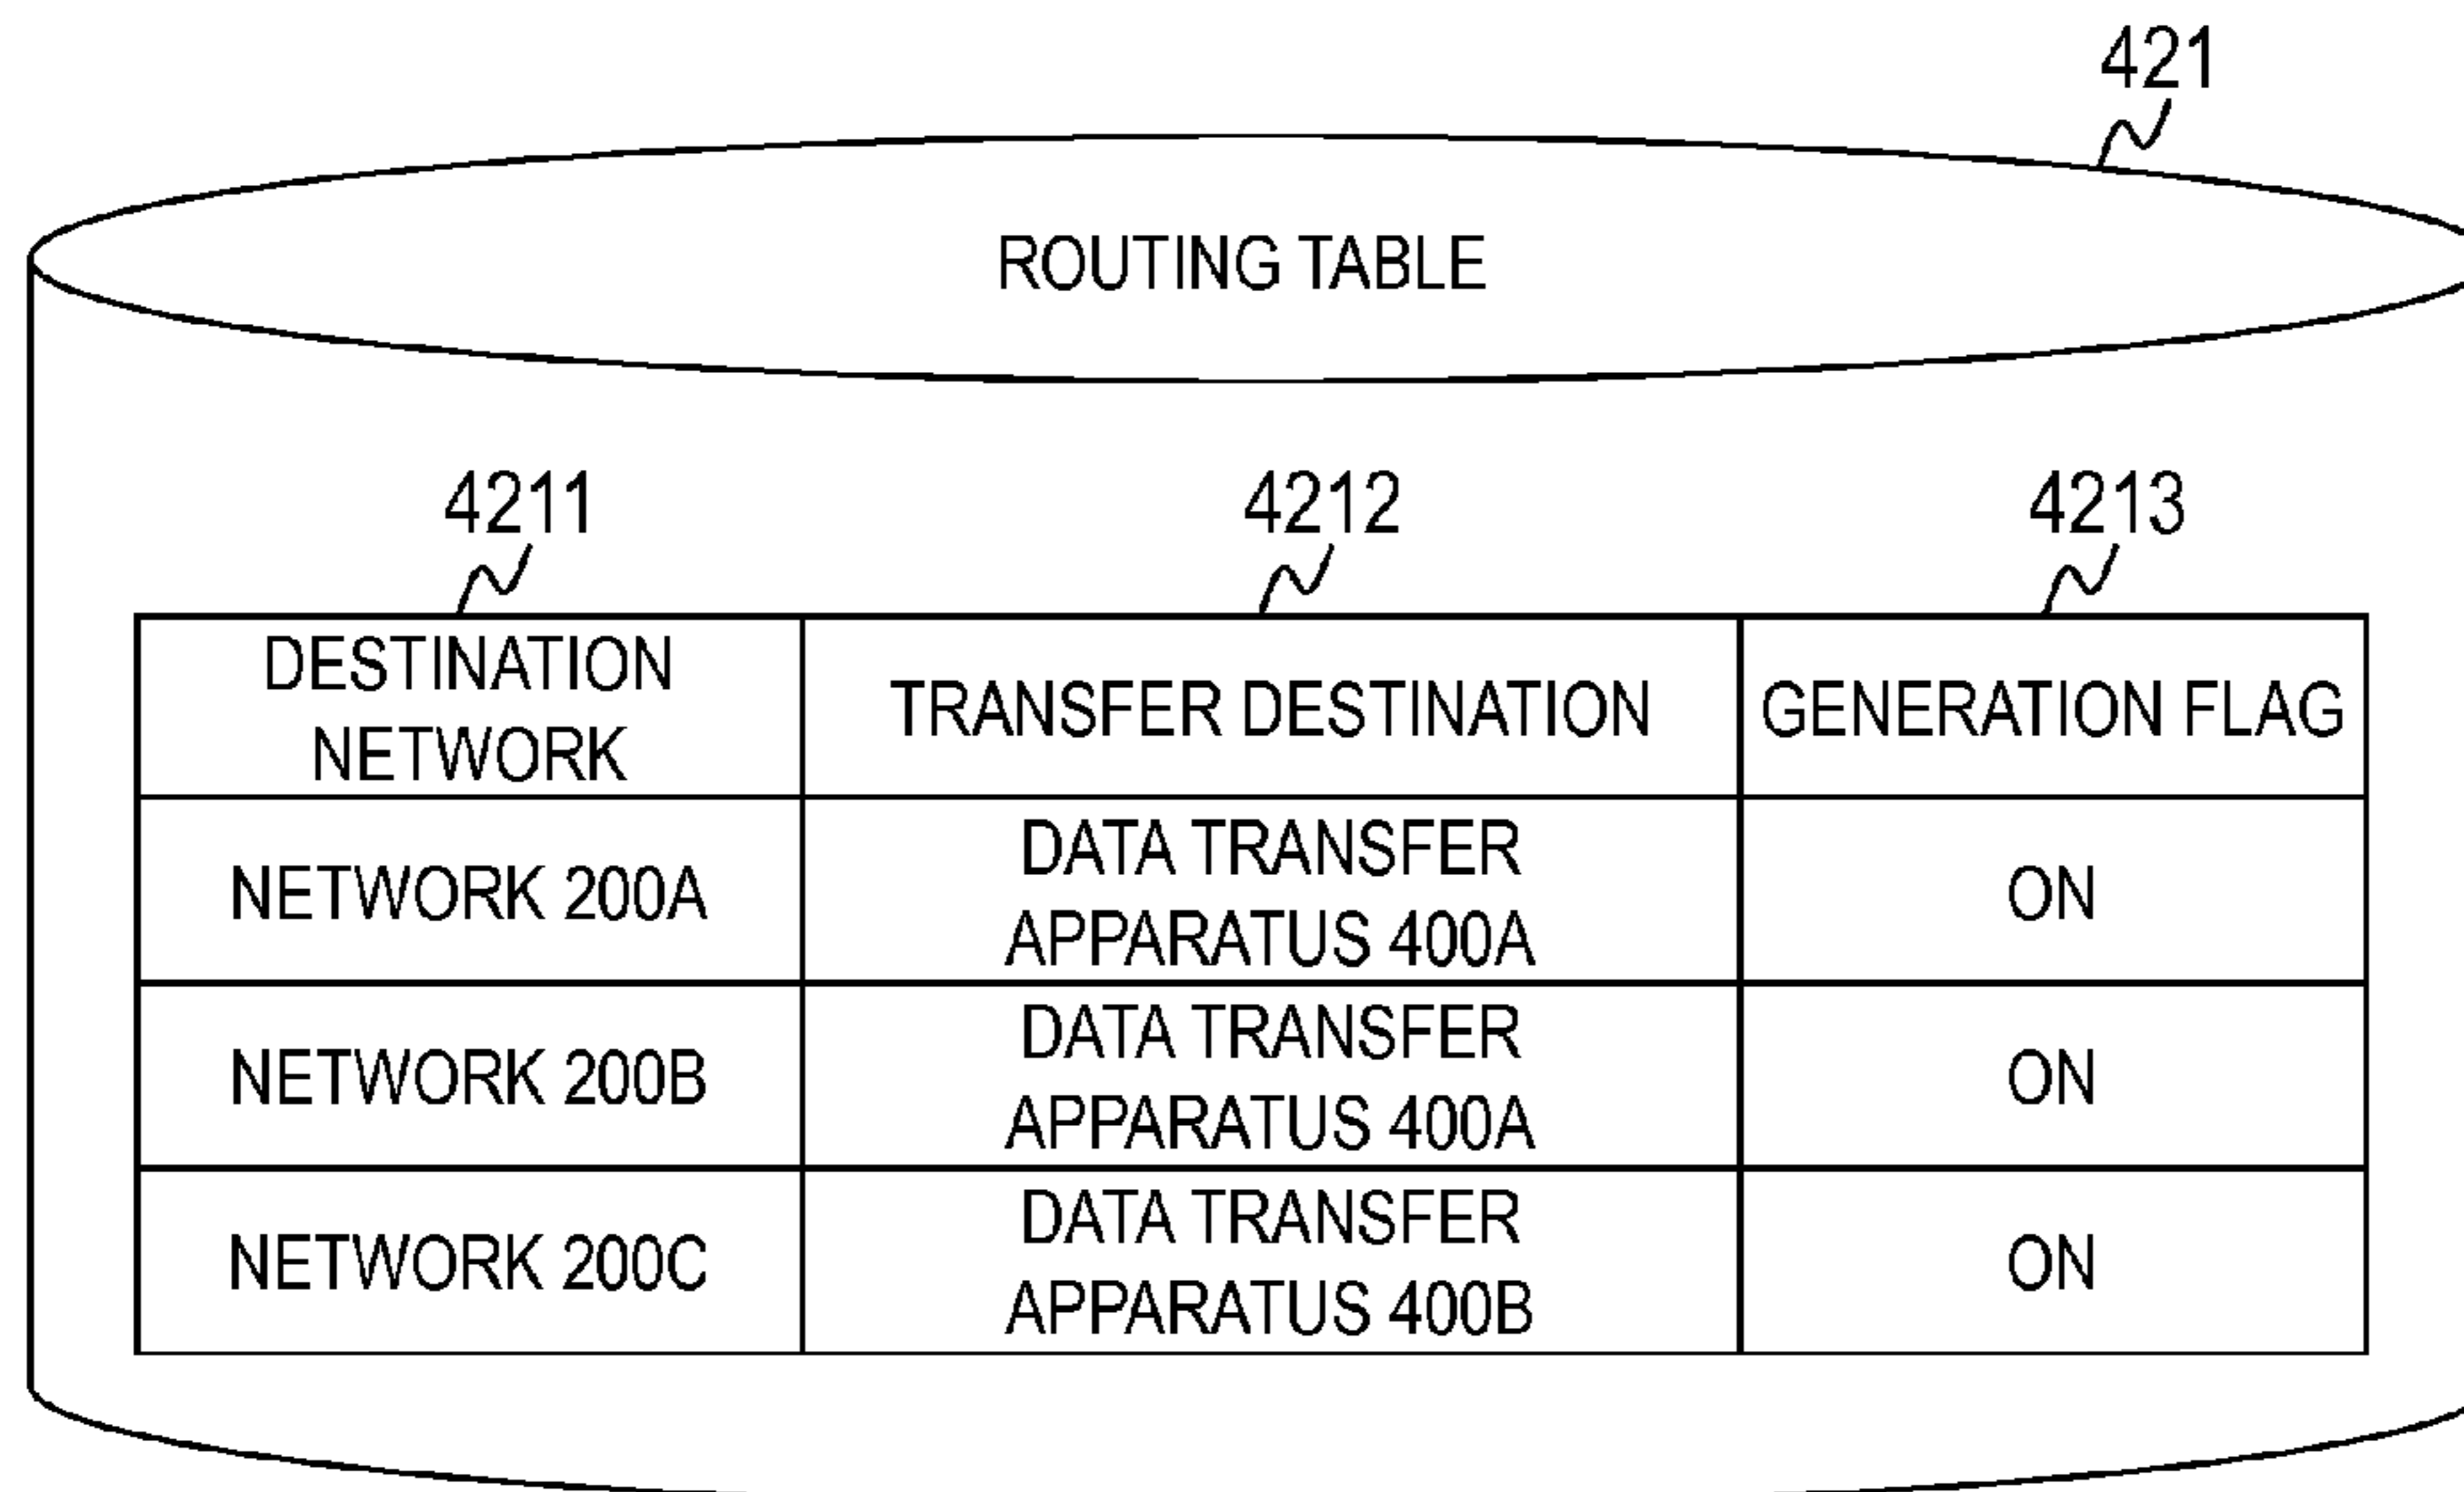 421
ROUTING TABLE
4211
4212
4213
DESTINATION
NETWORK
TRANSFER DESTINATION
GENERATION FLAG
NETWORK 200A
DATA TRANSFER
APPARATUS 400A
ON
NETWORK 200B
DATA TRANSFER
APPARATUS 400A
ON
NETWORK 200C
DATA TRANSFER
APPARATUS 400B
ON